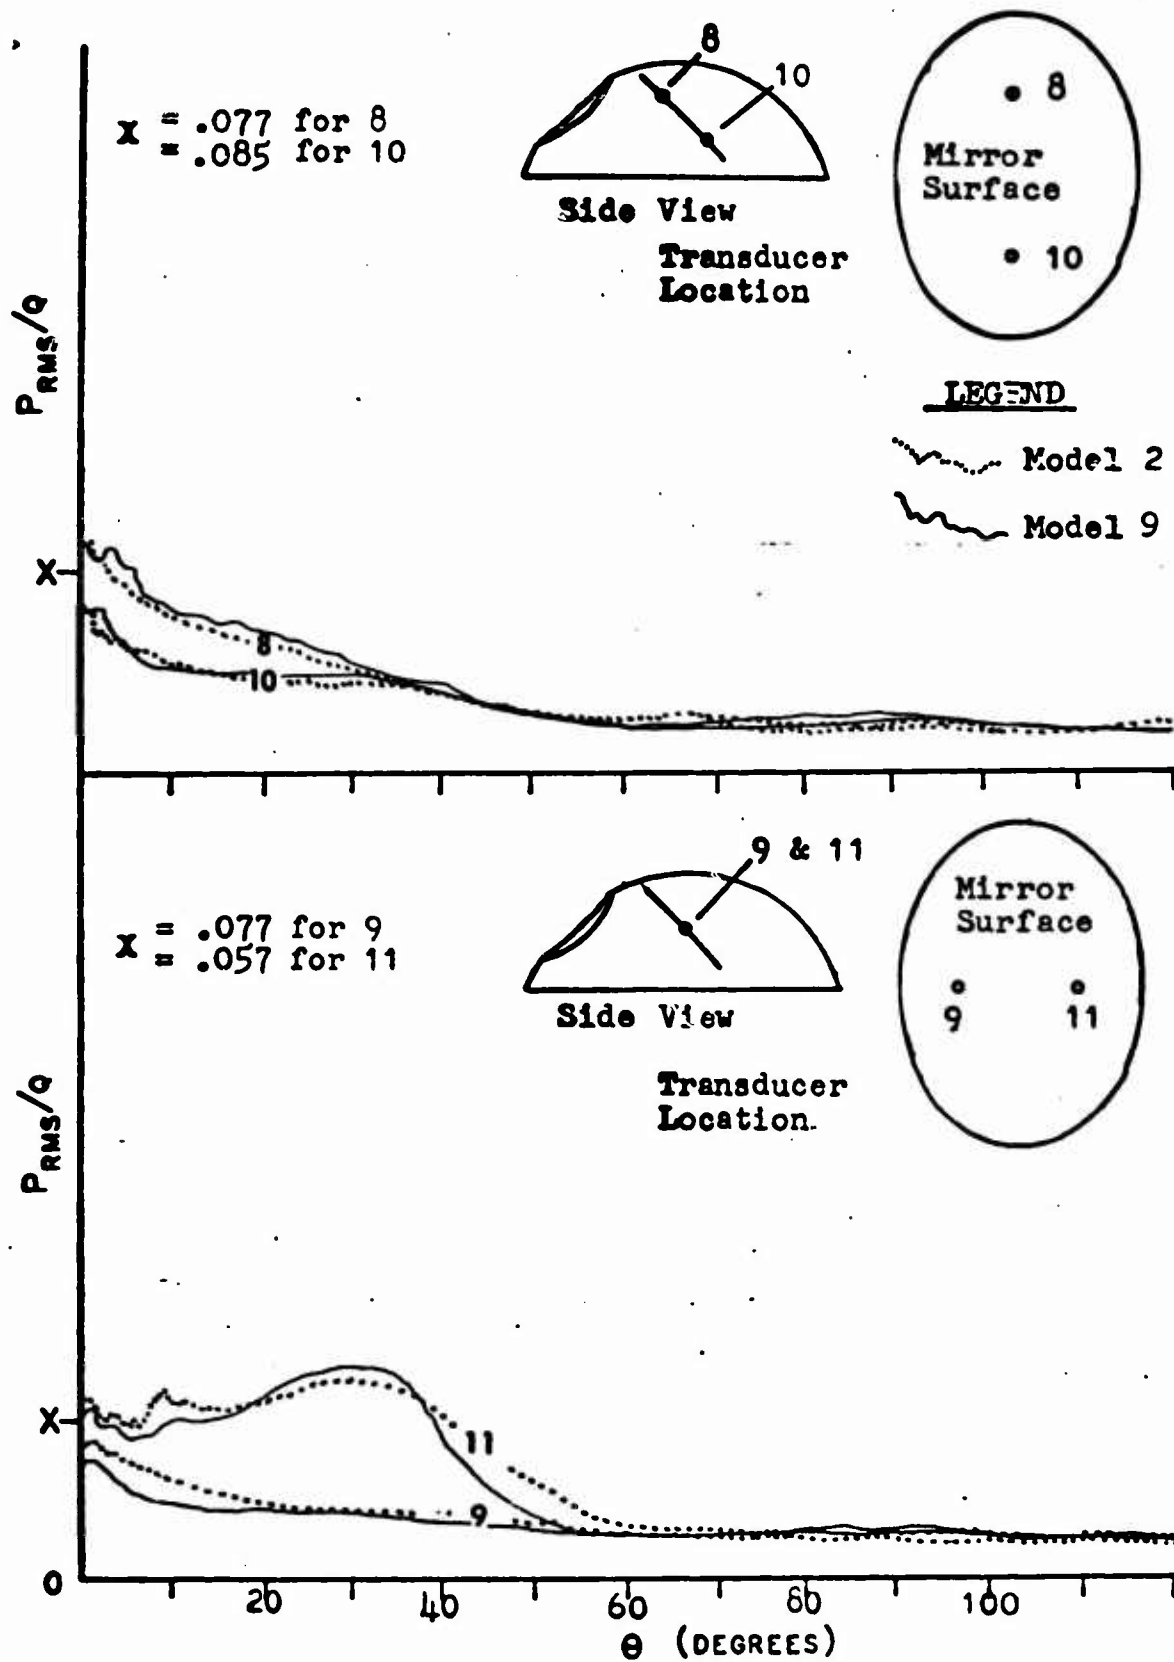 X = .077 for 8
= .085 for 10
8
10
Side View
Transducer
Location
8
Mirror
Surface
10
LEGEND
Model 2
Model 9
PRMS/Q
X
8
10
X = .077 for 9
= .057 for 11
9 & 11
Side View
Transducer
Location.
Mirror
Surface
9 11
PRMS/Q
X
11
9
0
20 40 60 80 100
θ (DEGREES)